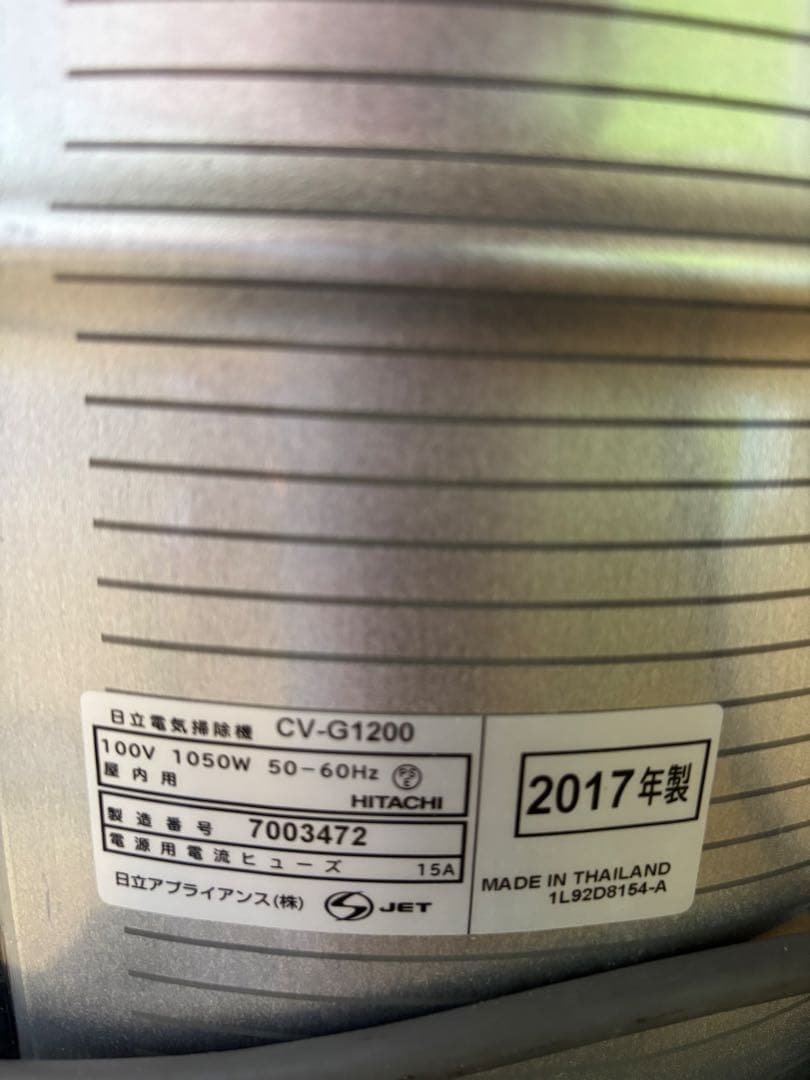 日立電気掃除機 CV-G1200
100V 1050W 50-60Hz PSE
屋内用
HITACHI
製造番号 7003472
電源用電流ヒューズ 15A
日立アプライアンス(株) S JET
2017年製
MADE IN THAILAND
1L92D8154-A